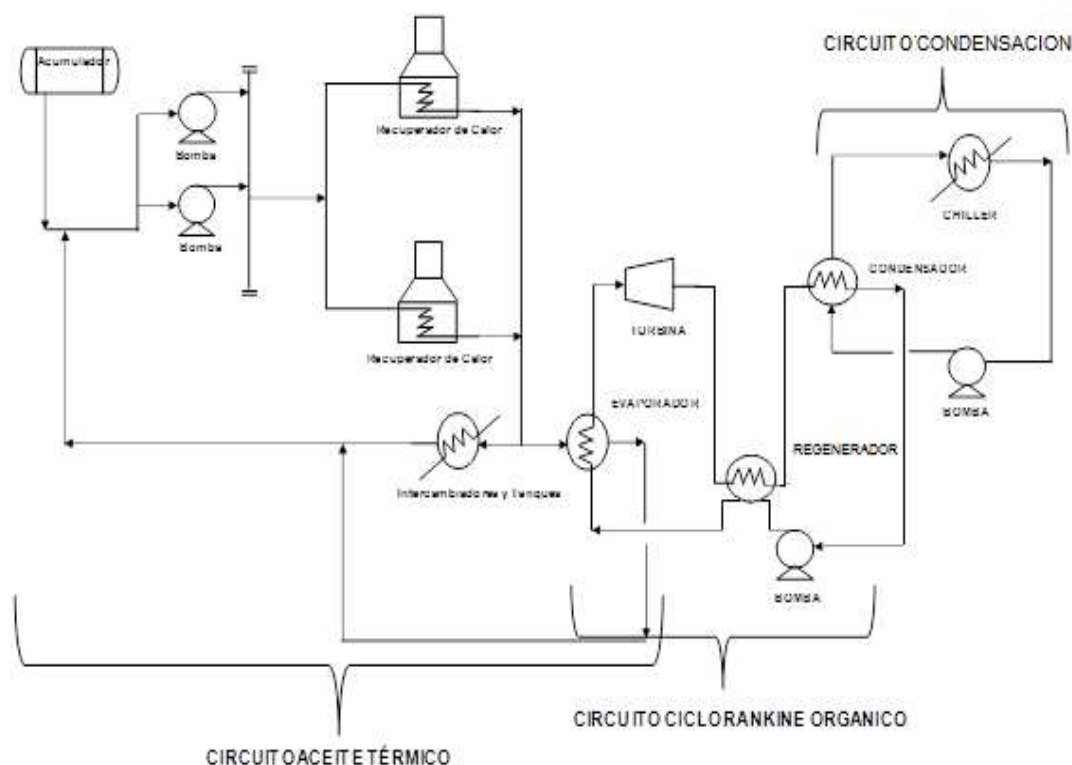 CIRCUITO CONDENSACION
Acumulador
Recuperador de Calor
Bomba
CHILLER
Bomba
CONDENSADOR
TURBINA
Recuperador de Calor
BOMBA
EVAPORADOR
REGENERADOR
Intercambiadores y Tanques
BOMBA
CIRCUITO CICLO RANKINE ORGANICO
CIRCUITO ACEITE TÉRMICO